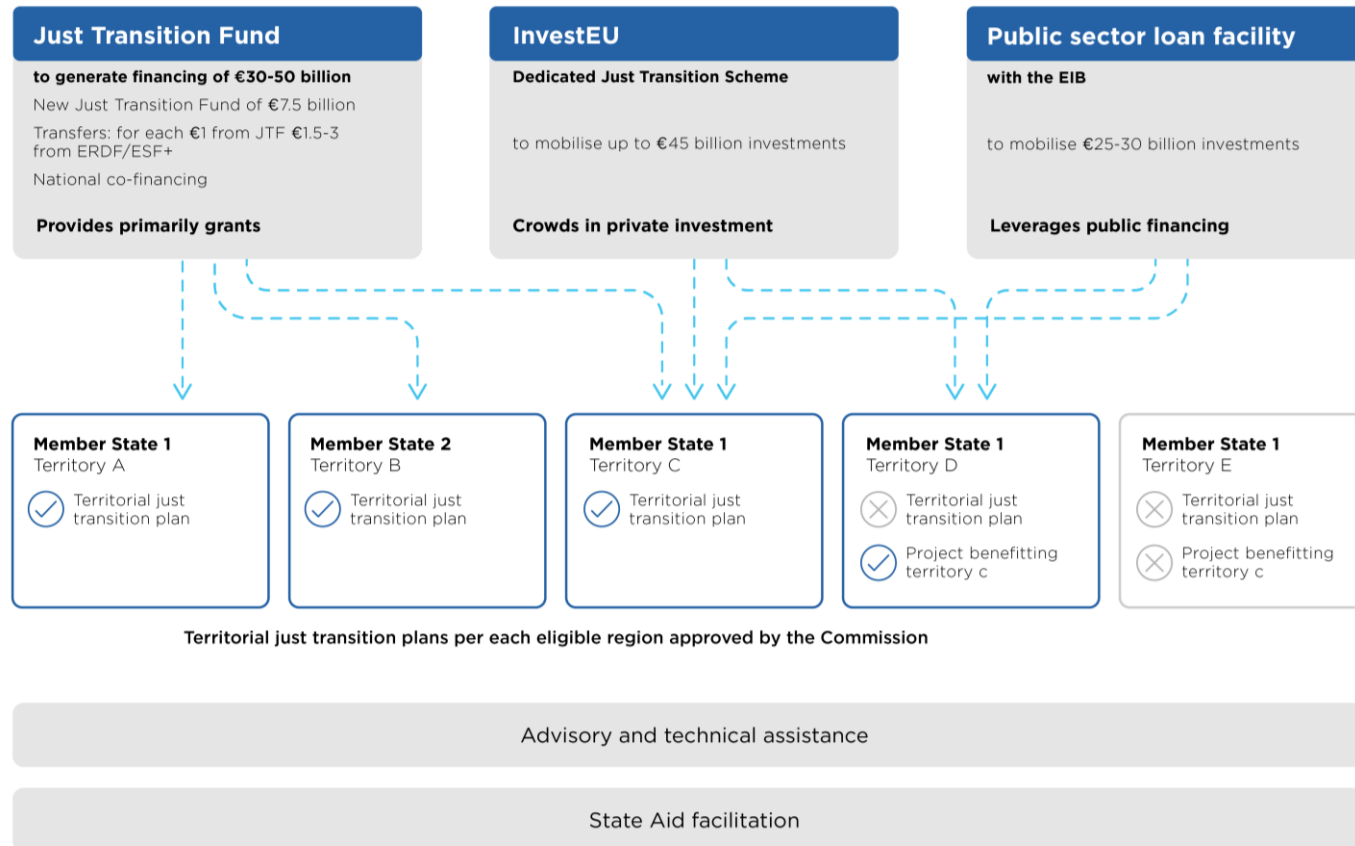 Just Transition Fund
to generate financing of €30-50 billion
New Just Transition Fund of €7.5 billion
Transfers: for each €1 from JTF €1.5-3
from ERDF/ESF+
National co-financing
Provides primarily grants
InvestEU
Dedicated Just Transition Scheme
to mobilise up to €45 billion investments
Crowds in private investment
Public sector loan facility
with the EIB
to mobilise €25-30 billion investments
Leverages public financing
Member State 1
Territory A
Territorial just
transition plan
Member State 2
Territory B
Territorial just
transition plan
Member State 1
Territory C
Territorial just
transition plan
Member State 1
Territory D
Territorial just
transition plan
Project benefitting
territory c
Member State 1
Territory E
Territorial just
transition plan
Project benefitting
territory c
Territorial just transition plans per each eligible region approved by the Commission
Advisory and technical assistance
State Aid facilitation